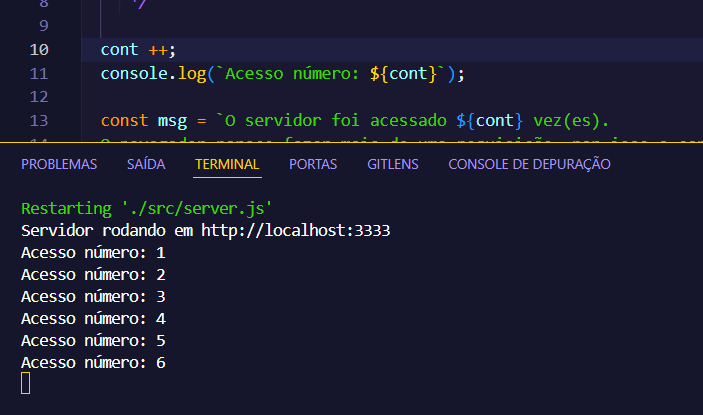 8 */
9
10 cont ++;
11 console.log(`Acesso número: ${cont}`);
12
13 const msg = `O servidor foi acessado ${cont} vez(es).
PROBLEMAS SAÍDA TERMINAL PORTAS GITLENS CONSOLE DE DEPURAÇÃO
Restarting './src/server.js'
Servidor rodando em http://localhost:3333
Acesso número: 1
Acesso número: 2
Acesso número: 3
Acesso número: 4
Acesso número: 5
Acesso número: 6